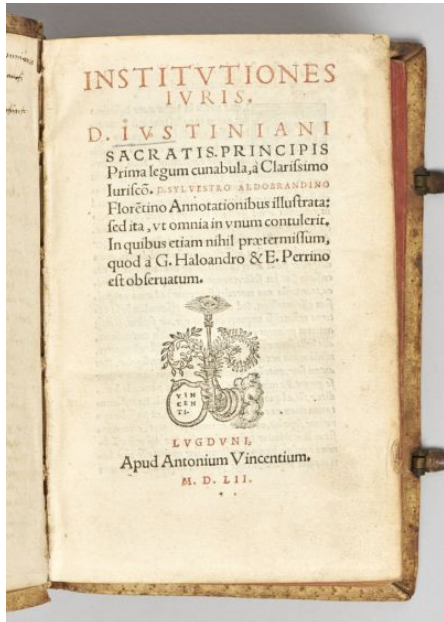 INSTITVTIONES
IVRIS.
D. IVSTINIANI
SACRATIS. PRINCIPIS
Prima legum cunabula, à Clarißimo
Iuriscō. D. SYLVESTRO ALDOBRANDINO
Florētino Annotationibus illustrata:
sed ita, vt omnia in vnum contulerit.
In quibus etiam nihil prætermissum,
quod à G. Haloandro & E. Perrino
est obseruatum.
VIN
CEN
TI.
LVGDVNI,
Apud Antonium Vincentium.
M. D. LII.